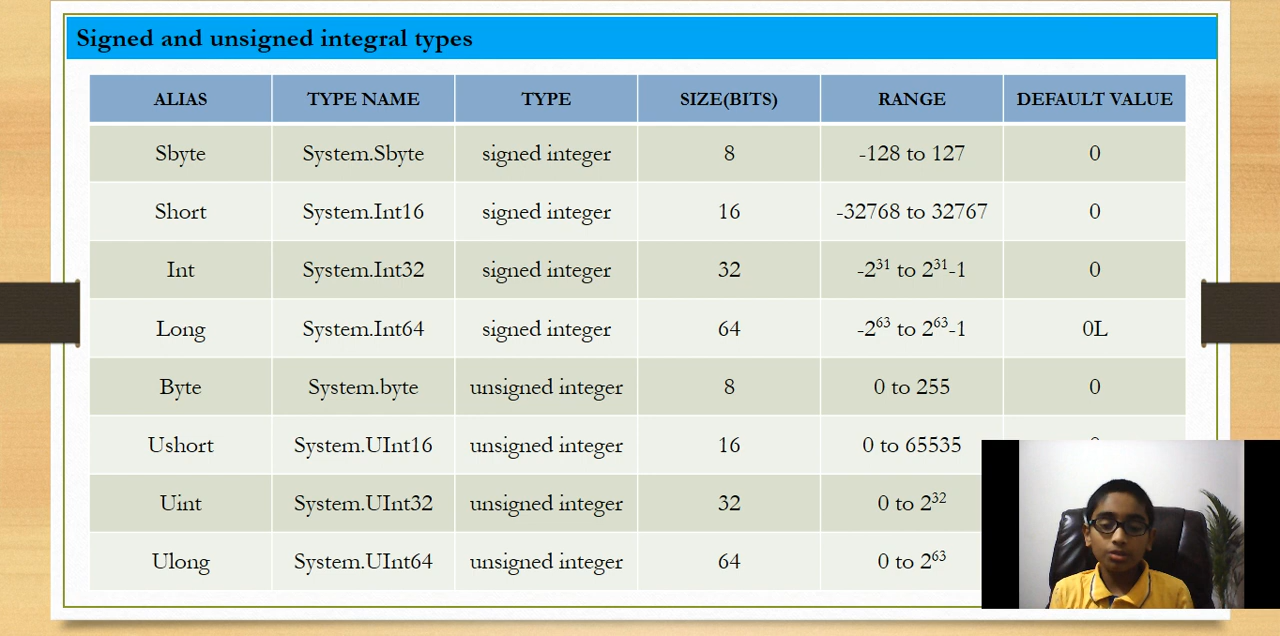 Signed and unsigned integral types
ALIAS TYPE NAME TYPE SIZE(BITS) RANGE DEFAULT VALUE
Sbyte System.Sbyte signed integer 8 -128 to 127 0
Short System.Int16 signed integer 16 -32768 to 32767 0
Int System.Int32 signed integer 32 -2³¹ to 2³¹-1 0
Long System.Int64 signed integer 64 -2⁶³ to 2⁶³-1 0L
Byte System.byte unsigned integer 8 0 to 255 0
Ushort System.UInt16 unsigned integer 16 0 to 65535
Uint System.UInt32 unsigned integer 32 0 to 2³²
Ulong System.UInt64 unsigned integer 64 0 to 2⁶³